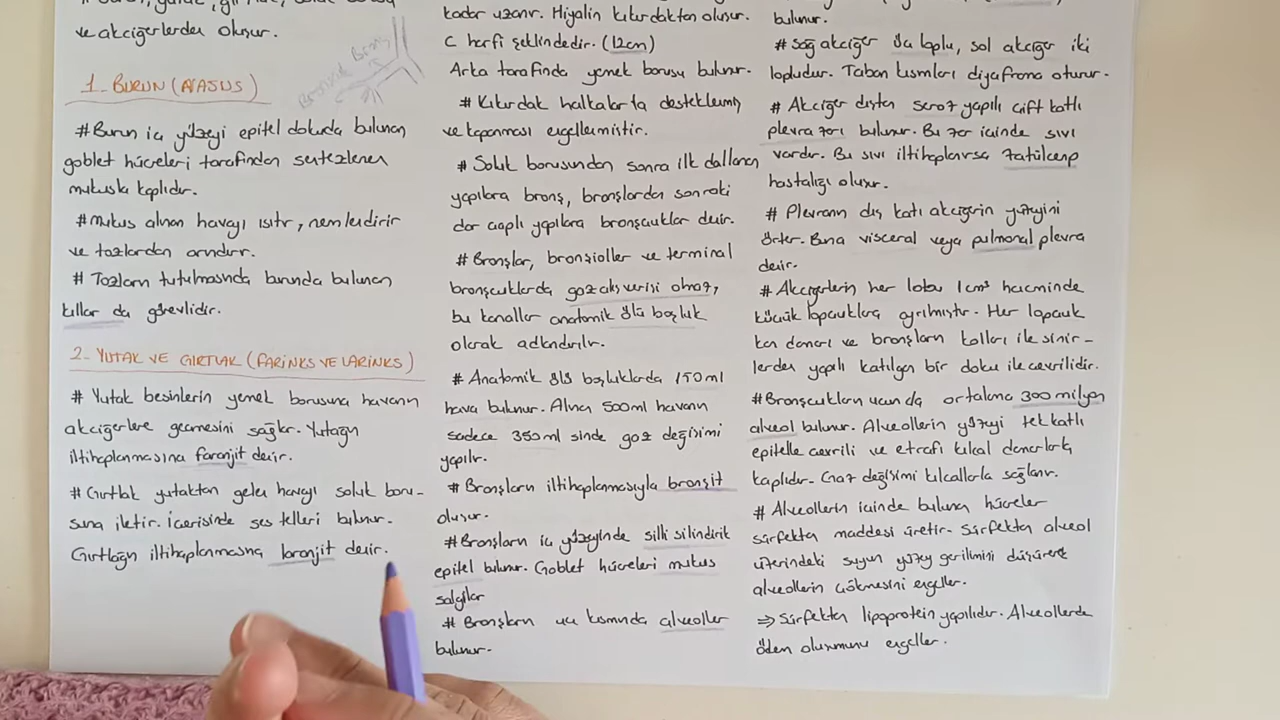 ve akciğerlerden oluşur.
1- BURUN (NASUS)
# Burun iç yüzeyi epitel dokuda bulunan
goblet hücreleri tarafından sentezlenen
mukusla kaplıdır.
# Mukus alınan havayı ısıtır, nemlendirir
ve tozlardan arındırır.
# Tozların tutulmasında burunda bulunan
kıllar da görevlidir.
2- YUTAK VE GIRTLAK (FARİNKS VE LARİNKS)
# Yutak besinlerin yemek borusuna havanın
akciğerlere geçmesini sağlar. Yutağın
iltihaplanmasına faranjit denir.
# Gırtlak yutaktan gelen havayı soluk boru-
suna iletir. İçerisinde ses telleri bulunur.
Gırtlağın iltihaplanmasına laranjit denir.
Bronşcuk Bronş
kadar uzanır. Hiyalin kıkırdaktan oluşur.
C harfi şeklindedir. (12cm)
Arka tarafında yemek borusu bulunur.
# Kıkırdak halkalarla desteklenmiş
ve kapanması engellenmiştir.
# Soluk borusundan sonra ilk dallanan
yapılara bronş, bronşlardan sonraki
dar çaplı yapılara bronşcuklar denir.
# Bronşlar, bronşioller ve terminal
bronşcuklarda gaz alışverişi olmaz,
bu kanallar anatomik ölü boşluk
olarak adlandırılır.
# Anatomik ölü boşluklarda 150ml
hava bulunur. Alınan 500ml havanın
sadece 350ml sinde gaz değişimi
yapılır.
# Bronşların iltihaplanmasıyla bronşit
oluşur.
# Bronşların iç yüzeyinde silli silindirik
epitel bulunur. Goblet hücreleri mukus
salgılar
# Bronşların uç kısmında alveoller
bulunur.
bulunur.
# Sağ akciğer üç loplu, sol akciğer iki
lopludur. Taban kısımları diyaframa oturur.
# Akciğer dıştan seroz yapılı çift katlı
plevra zarı bulunur. Bu zar içinde sıvı
vardır. Bu sıvı iltihaplanırsa zatülcenp
hastalığı oluşur.
# Plevranın dış katı akciğerin yüzeyini
örter. Buna visceral veya pulmonal plevra
denir.
# Akciğerlerin her lobu 1cm³ hacminde
küçük lopcuklara ayrılmıştır. Her lopcuk
kan damarı ve bronşların kolları ile sinir-
lerden yapılı katılgan bir doku ile çevrilidir.
# Bronşcukların ucunda ortalama 300 milyon
alveol bulunur. Alveollerin yüzeyi tek katlı
epitelle çevrili ve etrafı kılcal damarlarla
kaplıdır. Gaz değişimi kılcallarla sağlanır.
# Alveollerin içinde bulunan hücreler
sürfektan maddesi üretir. Sürfektan alveol
üzerindeki suyun yüzey gerilimini düşürerek
alveollerin çökmesini engeller.
⇒ Sürfektan lipoprotein yapılıdır. Alveollerde
ödem oluşumunu engeller.